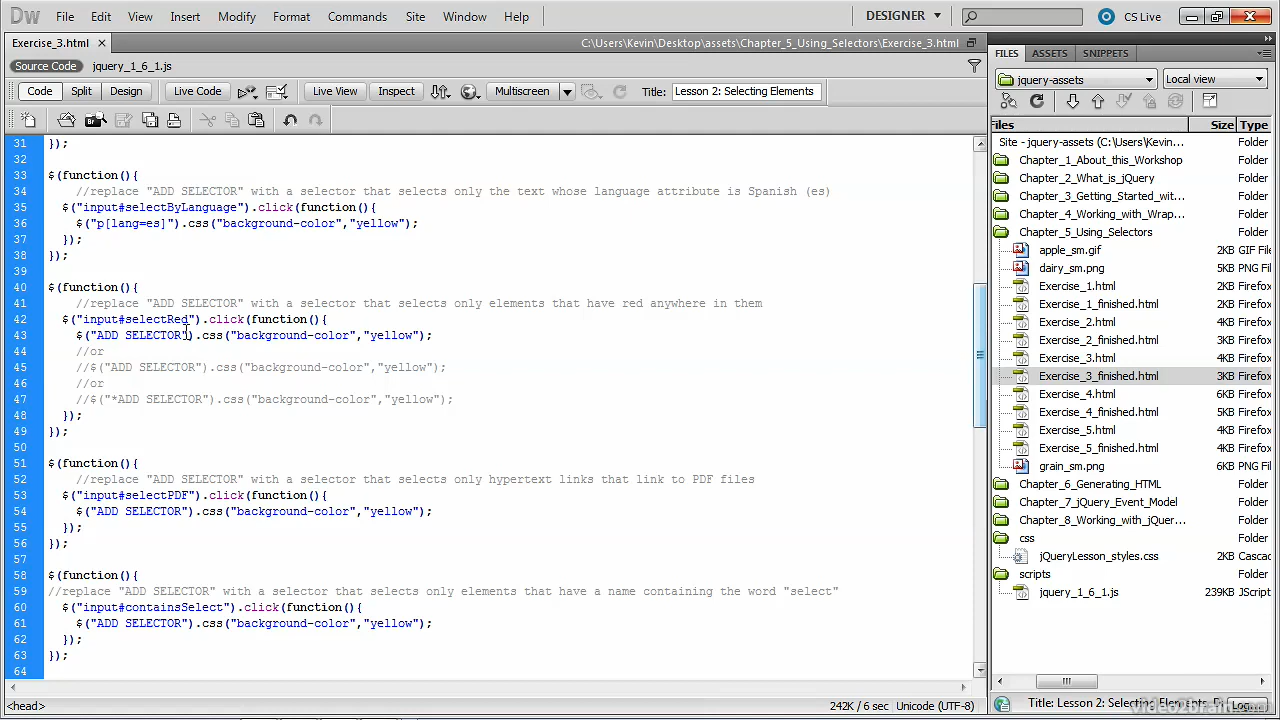 Dw File Edit View Insert Modify Format Commands Site Window Help DESIGNER CS Live
Exercise_3.html C:\Users\Kevin\Desktop\assets\Chapter_5_Using_Selectors\Exercise_3.html
Source Code jquery_1_6_1.js
Code Split Design Live Code Live View Inspect Multiscreen Title: Lesson 2: Selecting Elements
31 });
32
33 $(function(){
34 //replace "ADD SELECTOR" with a selector that selects only the text whose language attribute is Spanish (es)
35 $("input#selectByLanguage").click(function(){
36 $("p[lang=es]").css("background-color","yellow");
37 });
38 });
39
40 $(function(){
41 //replace "ADD SELECTOR" with a selector that selects only elements that have red anywhere in them
42 $("input#selectRed").click(function(){
43 $("ADD SELECTOR").css("background-color","yellow");
44 //or
45 //$("ADD SELECTOR").css("background-color","yellow");
46 //or
47 //$("*ADD SELECTOR").css("background-color","yellow");
48 });
49 });
50
51 $(function(){
52 //replace "ADD SELECTOR" with a selector that selects only hypertext links that link to PDF files
53 $("input#selectPDF").click(function(){
54 $("ADD SELECTOR").css("background-color","yellow");
55 });
56 });
57
58 $(function(){
59 //replace "ADD SELECTOR" with a selector that selects only elements that have a name containing the word "select"
60 $("input#containsSelect").click(function(){
61 $("ADD SELECTOR").css("background-color","yellow");
62 });
63 });
64
<head> 242K / 6 sec Unicode (UTF-8)
FILES ASSETS SNIPPETS
jquery-assets Local view
Files Size Type
Site - jquery-assets (C:\Users\Kevin... Folder
Chapter_1_About_this_Workshop Folder
Chapter_2_What_is_jQuery Folder
Chapter_3_Getting_Started_wit... Folder
Chapter_4_Working_with_Wrap... Folder
Chapter_5_Using_Selectors Folder
apple_sm.gif 2KB GIF File
dairy_sm.png 5KB PNG File
Exercise_1.html 2KB Firefox
Exercise_1_finished.html 2KB Firefox
Exercise_2.html 4KB Firefox
Exercise_2_finished.html 3KB Firefox
Exercise_3.html 4KB Firefox
Exercise_3_finished.html 3KB Firefox
Exercise_4.html 6KB Firefox
Exercise_4_finished.html 5KB Firefox
Exercise_5.html 6KB Firefox
Exercise_5_finished.html 6KB Firefox
grain_sm.png 6KB PNG File
Chapter_6_Generating_HTML Folder
Chapter_7_jQuery_Event_Model Folder
Chapter_8_Working_with_jQuer... Folder
css Folder
jQueryLesson_styles.css 2KB Cascad
scripts Folder
jquery_1_6_1.js 239KB JScript
Title: Lesson 2: Selecting Elements Log...
video2brain.com